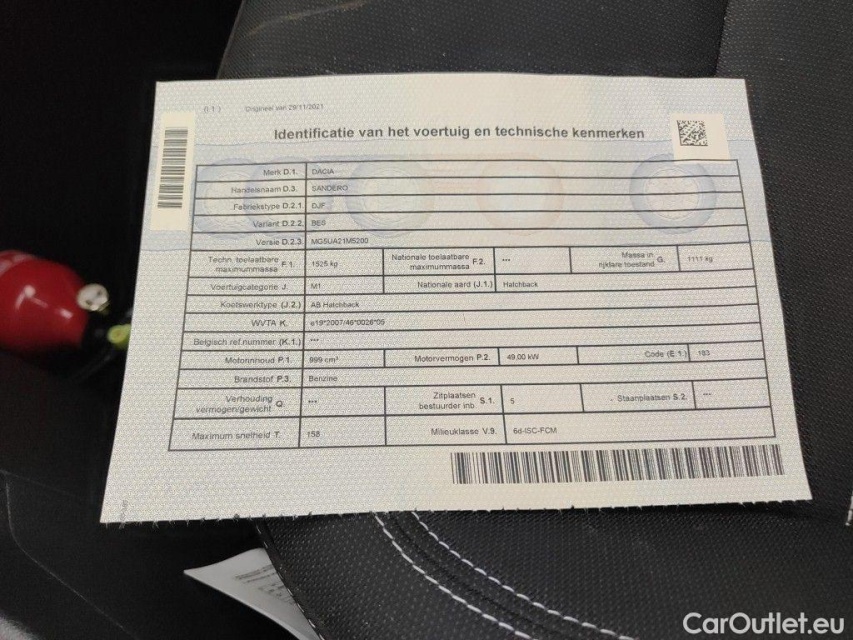 (I.1.) Origineel van 29/11/2021
Identificatie van het voertuig en technische kenmerken
Merk D.1. DACIA
Handelsnaam D.3. SANDERO
Fabriekstype D.2.1. DJF
Variant D.2.2. BES
Versie D.2.3. MG5UA21M5200
Techn. toelaatbare maximummassa F.1. 1525 kg Nationale toelaatbare maximummassa F.2. --- Massa in rijklare toestand G. 1111 kg
Voertuigcategorie J. M1 Nationale aard (J.1.) Hatchback
Koetswerktype (J.2.) AB Hatchback
WVTA K. e19*2007/46*0026*05
Belgisch ref.nummer (K.1.) ---
Motorinhoud P.1. 999 cm³ Motorvermogen P.2. 49,00 kW Code (E.1.) 183
Brandstof P.3. Benzine
Verhouding vermogen/gewicht Q. --- Zitplaatsen bestuurder inb. S.1. 5 Staanplaatsen S.2. ---
Maximum snelheid T. 158 Milieuklasse V.9. 6d-ISC-FCM
CarOutlet.eu